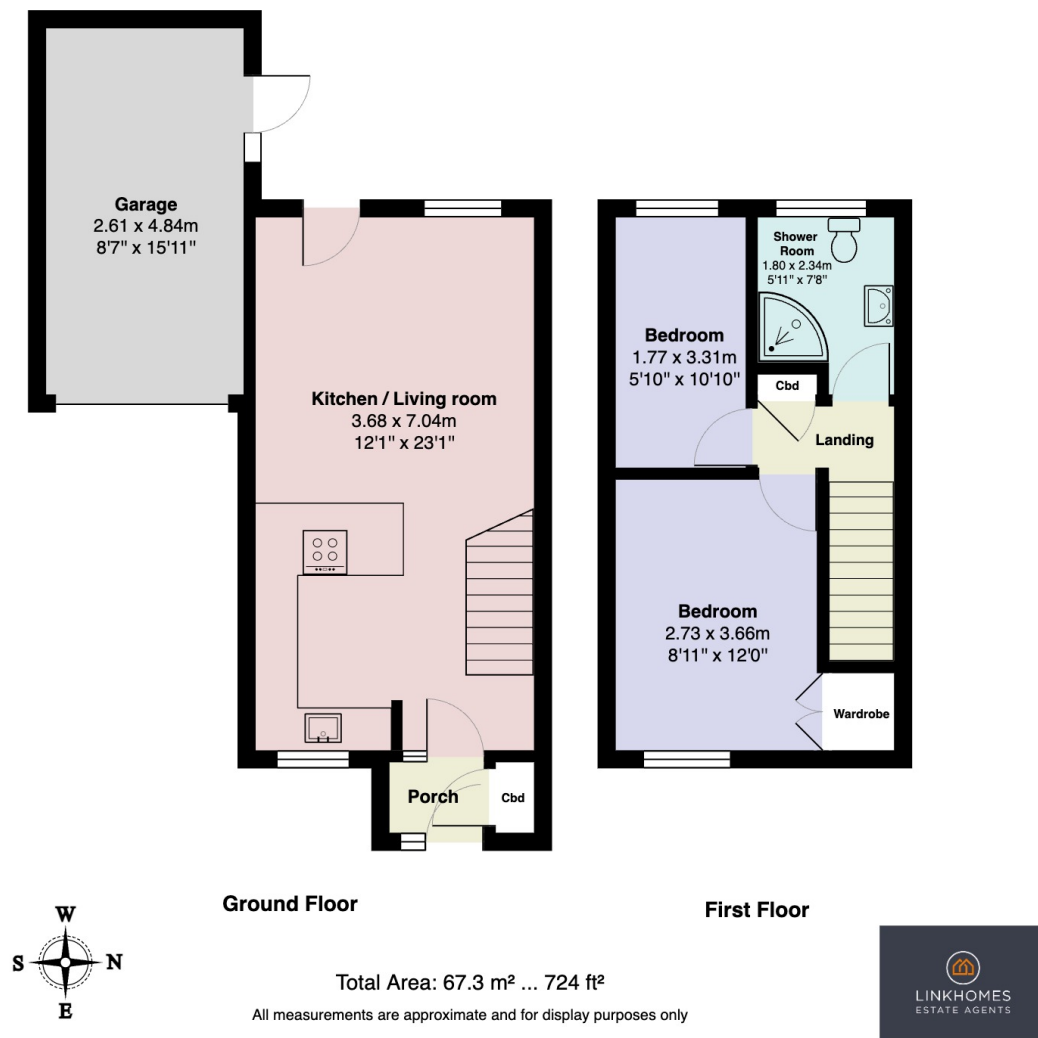 Garage
2.61 x 4.84m
8'7" x 15'11"
Kitchen / Living room
3.68 x 7.04m
12'1" x 23'1"
Porch
Cbd
Ground Floor
Shower
Room
1.80 x 2.34m
5'11" x 7'8"
Bedroom
1.77 x 3.31m
5'10" x 10'10"
Cbd
Landing
Bedroom
2.73 x 3.66m
8'11" x 12'0"
Wardrobe
First Floor
W
S N
E
Total Area: 67.3 m² ... 724 ft²
All measurements are approximate and for display purposes only
LINKHOMES
ESTATE AGENTS